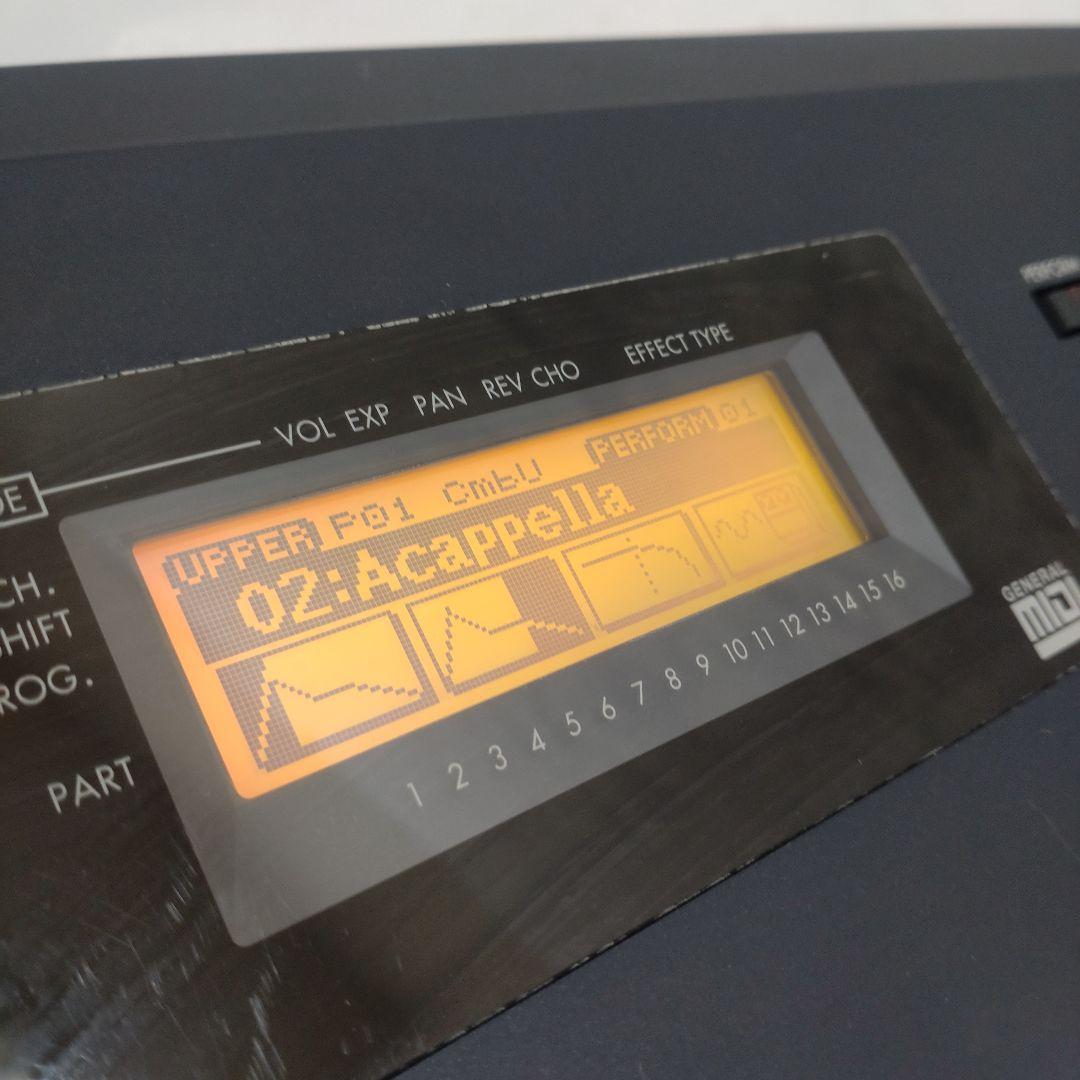 VOL EXP PAN REV CHO EFFECT TYPE
UPPER P01 CmbU PERFORM 01
02:Acappella
DE
CH.
SHIFT
ROG.
PART
1 2 3 4 5 6 7 8 9 10 11 12 13 14 15 16
PERFORM
GENERAL
MIDI